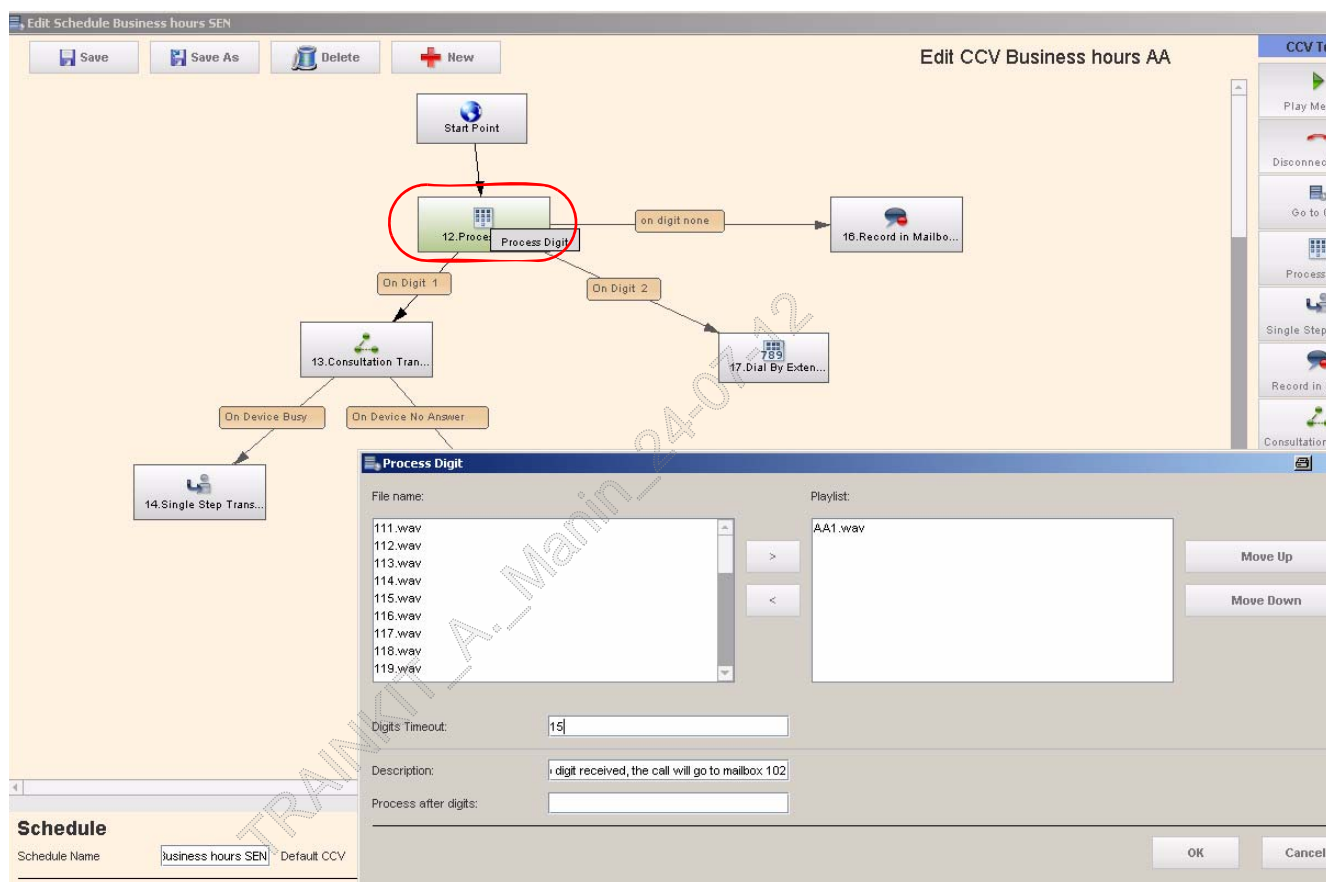 Edit Schedule Business hours SEN
Save
Save As
Delete
New
Edit CCV Business hours AA
CCV T
Start Point
Play Me
Disconnec
Go to
12.Proce
Process Digit
on digit none
16.Record in Mailbo...
Process
On Digit 1
On Digit 2
Single Step
13.Consultation Tran...
789
17.Dial By Exten...
Record in
On Device Busy
On Device No Answer
Consultation
14.Single Step Trans...
Process Digit
File name:
Playlist:
111.wav
112.wav
113.wav
114.wav
115.wav
116.wav
117.wav
118.wav
119.wav
>
<
AA1.wav
Move Up
Move Down
Digits Timeout:
15
Description:
digit received, the call will go to mailbox 102
Process after digits:
OK
Cancel
Schedule
Schedule Name
usiness hours SEN
Default CCV
TRAINKIT_A._Manin_24-07-12